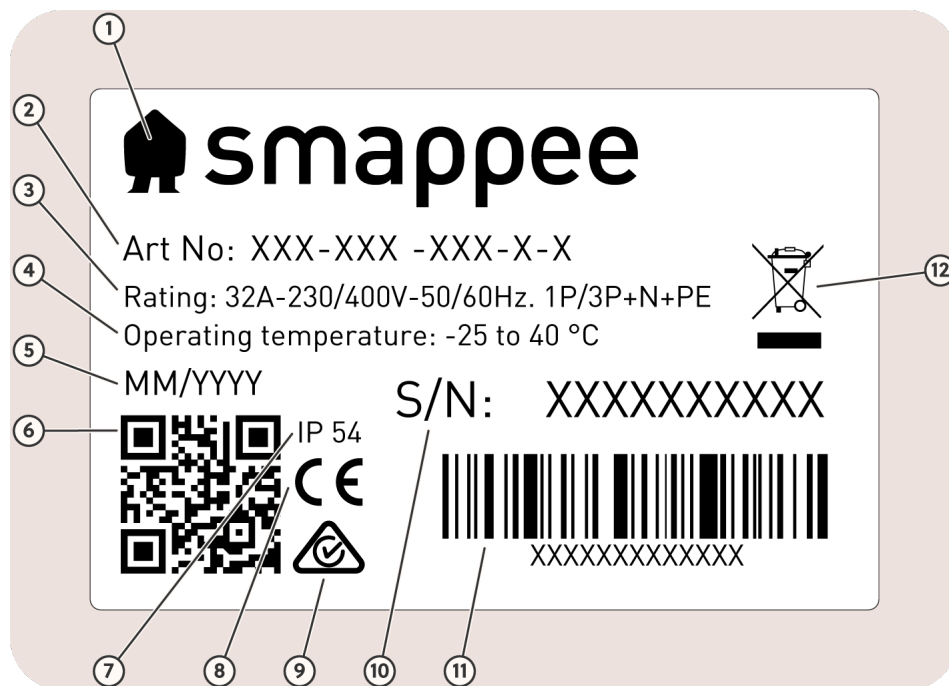 1
2
smappee
3
Art No: XXX-XXX -XXX-X-X
4
Rating: 32A-230/400V-50/60Hz. 1P/3P+N+PE
12
Operating temperature: -25 to 40 °C
5
MM/YYYY
S/N: XXXXXXXXXX
6
IP 54
CE
XXXXXXXXXXXXX
7
8
9
10
11